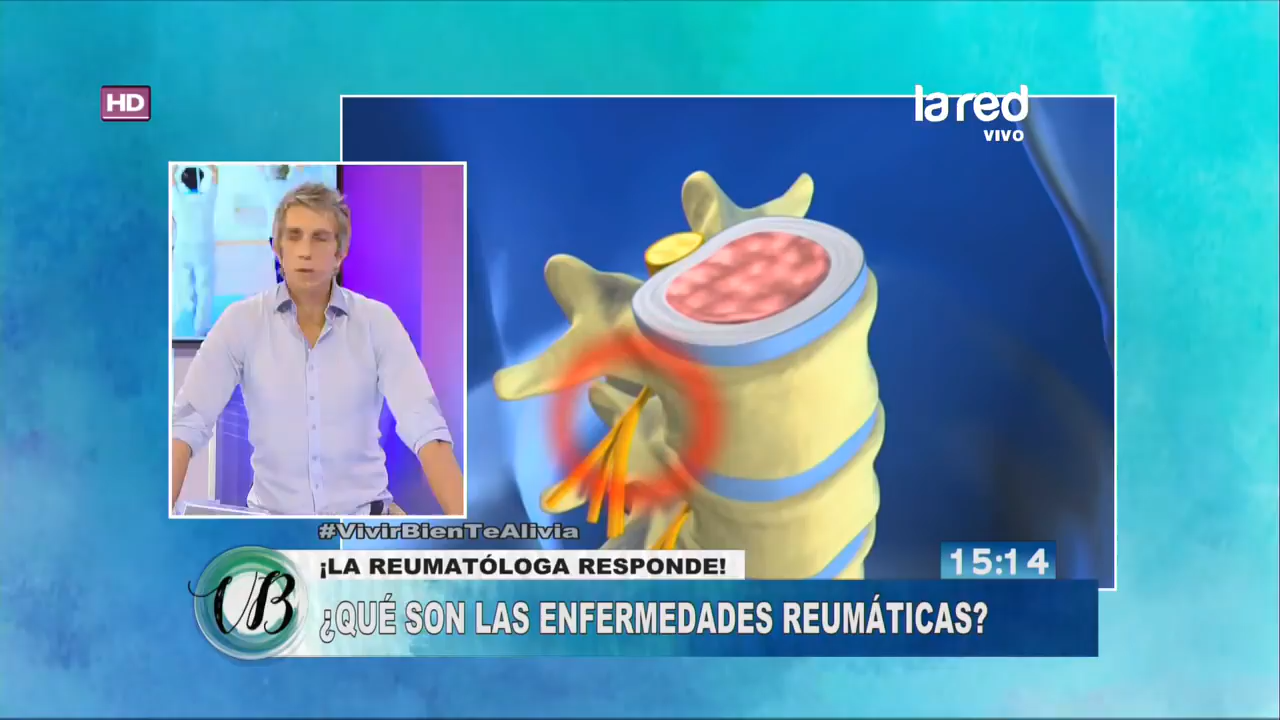 HD
la red
VIVO
#VivirBienTeAlivia
¡LA REUMATÓLOGA RESPONDE!
15:14
VB
¿QUÉ SON LAS ENFERMEDADES REUMÁTICAS?